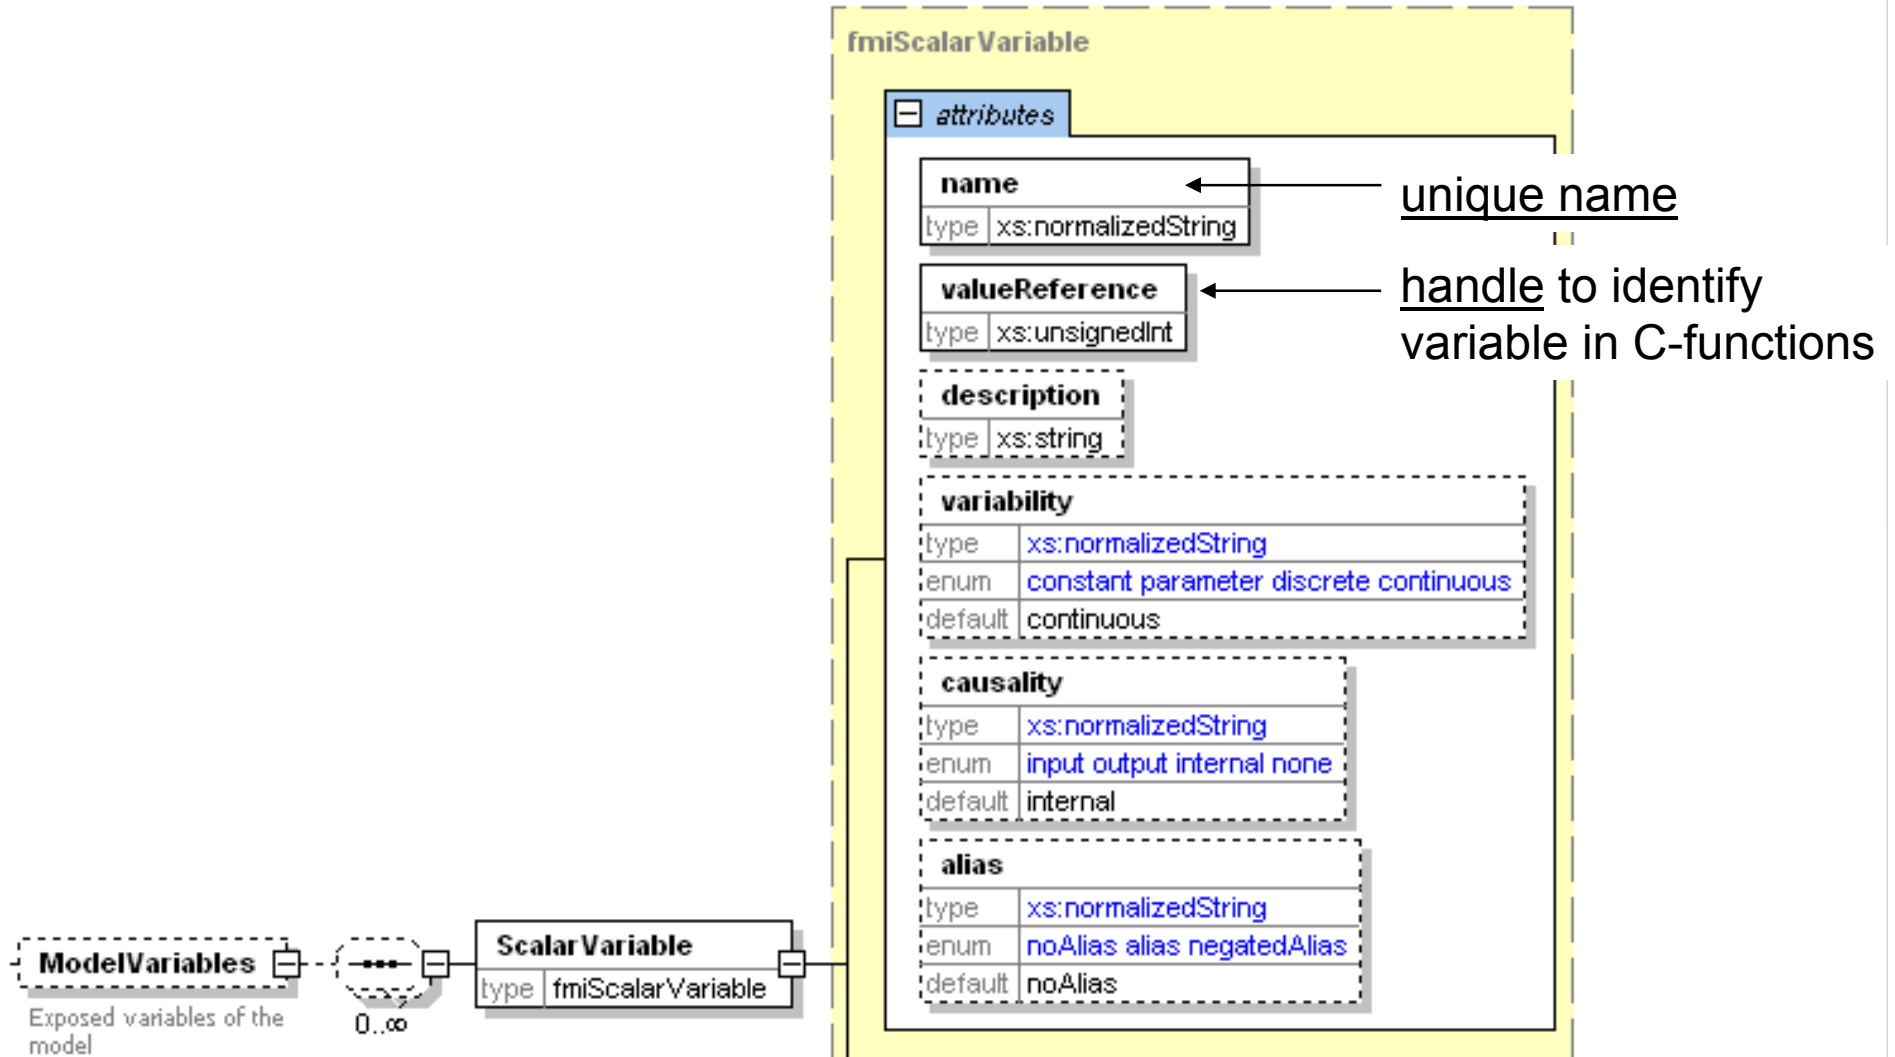 fmiScalarVariable
attributes
name
type xs:normalizedString
unique name
valueReference
type xs:unsignedInt
handle to identify
variable in C-functions
description
type xs:string
variability
type xs:normalizedString
enum constant parameter discrete continuous
default continuous
causality
type xs:normalizedString
enum input output internal none
default internal
alias
type xs:normalizedString
enum noAlias alias negatedAlias
default noAlias
ModelVariables
Exposed variables of the
model
0..∞
ScalarVariable
type fmiScalarVariable